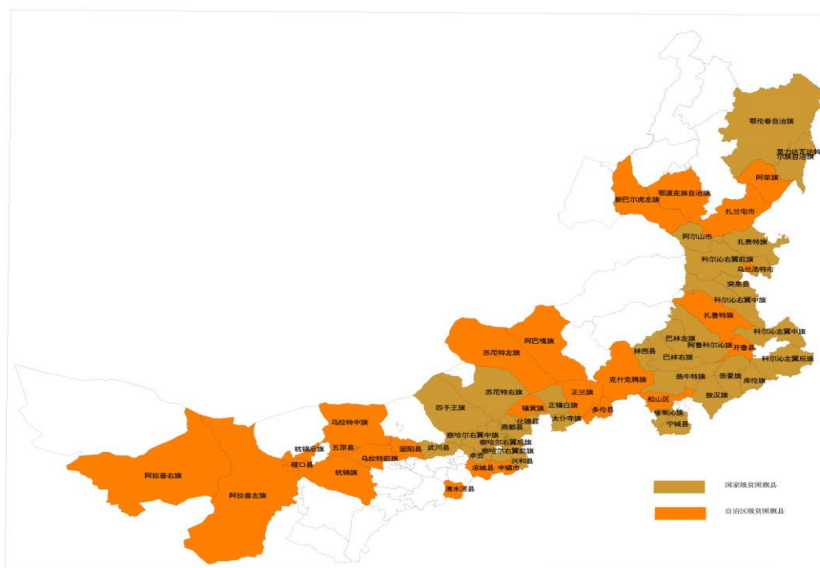 鄂伦春自治旗
莫力达瓦达斡
尔族自治旗
阿荣旗
鄂温克族自治旗
新巴尔虎左旗
扎兰屯市
阿尔山市
扎赉特旗
科尔沁右翼前旗
乌兰浩特市
突泉县
科尔沁右翼中旗
扎鲁特旗
科尔沁左翼中旗
阿巴嘎旗
巴林左旗
阿鲁科尔沁旗
开鲁县
苏尼特左旗
林西县
巴林右旗
科尔沁左翼后旗
克什克腾旗
翁牛特旗
奈曼旗
库伦旗
苏尼特右旗
正兰旗
敖汉旗
松山区
四子王旗
正镶白旗
镶黄旗
多伦县
喀喇沁旗
宁城县
化德县
太仆寺旗
商都县
乌拉特中旗
察哈尔右翼中旗
察哈尔右翼后旗
杭锦后旗
五原县
固阳县
武川县
察哈尔右翼前旗
卓资
兴和县
乌拉特前旗
磴口县
凉城县
丰镇市
阿拉善右旗
杭锦旗
阿拉善左旗
清水河县
国家级贫困旗县
自治区级贫困旗县